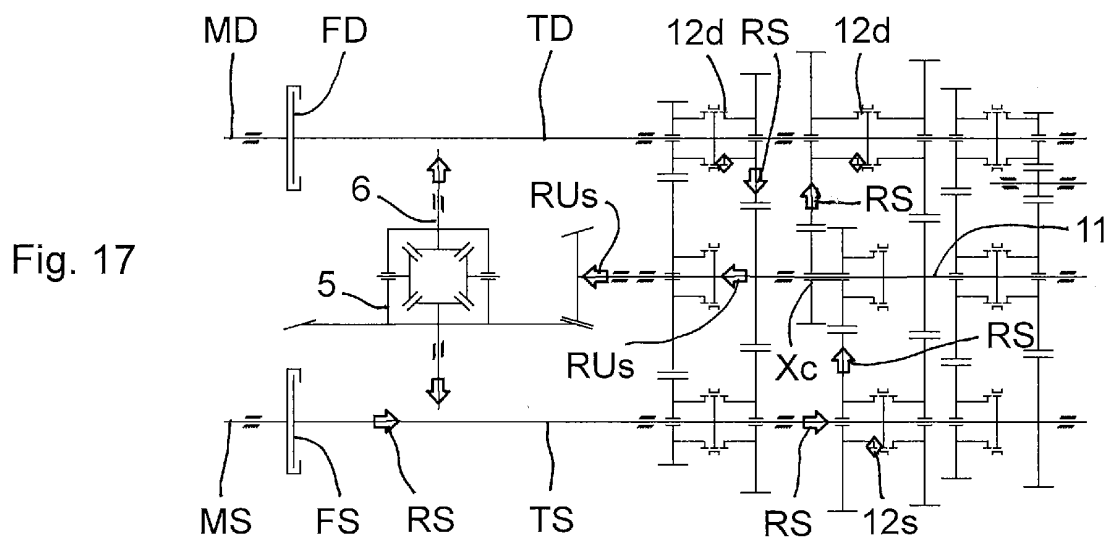 MD FD TD 12d RS 12d
6 RUs RS 11
Fig. 17
5
RUs Xc RS
MS FS RS TS RS 12s